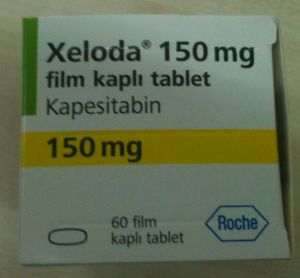 Xeloda® 150 mg
film kaplı tablet
Kapesitabin
150 mg
60 film
kaplı tablet
Roche